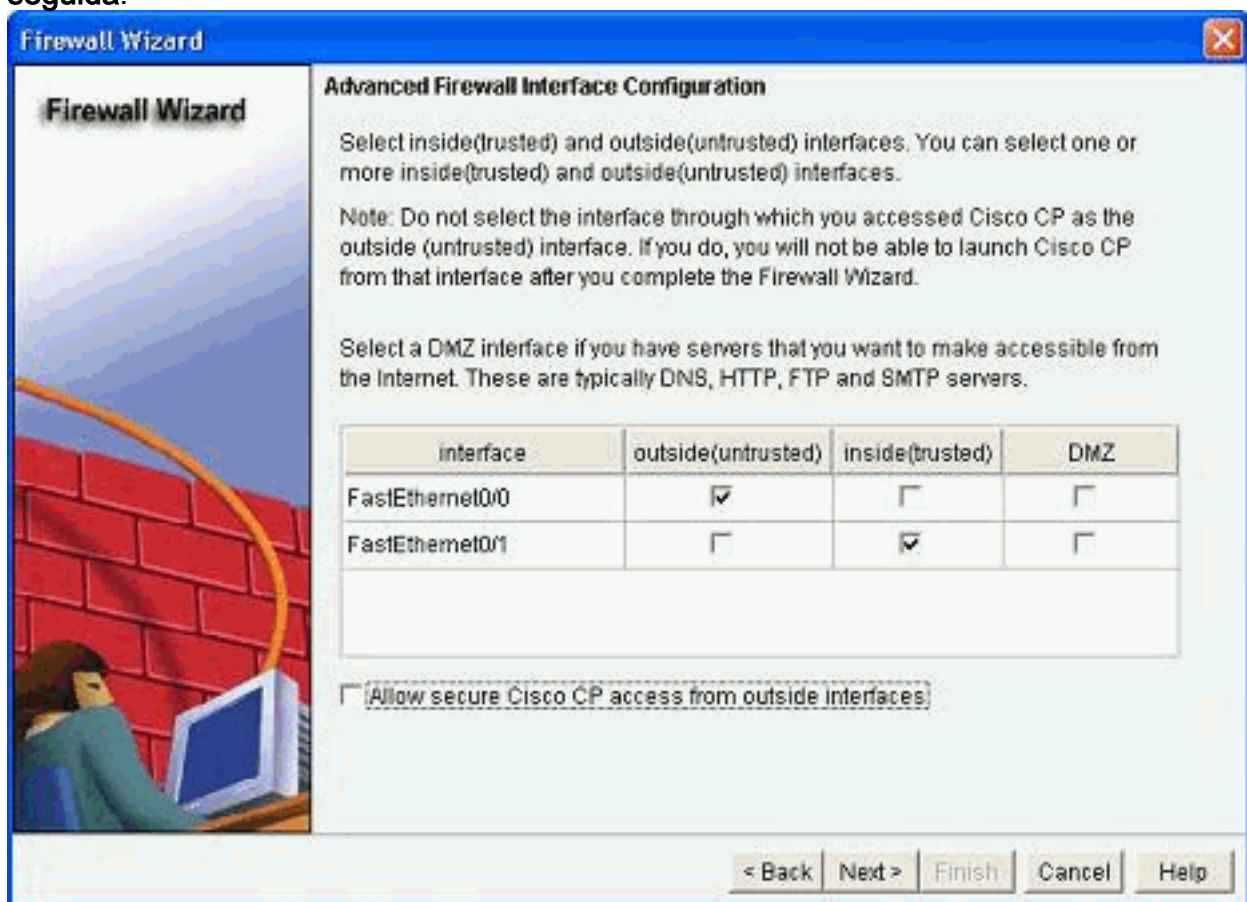 seguida.
Firewall Wizard
Firewall Wizard
Advanced Firewall Interface Configuration
Select inside(trusted) and outside(untrusted) interfaces. You can select one or
more inside(trusted) and outside(untrusted) interfaces.
Note: Do not select the interface through which you accessed Cisco CP as the
outside (untrusted) interface. If you do, you will not be able to launch Cisco CP
from that interface after you complete the Firewall Wizard.
Select a DMZ interface if you have servers that you want to make accessible from
the Internet. These are typically DNS, HTTP, FTP and SMTP servers.
interface outside(untrusted) inside(trusted) DMZ
FastEthernet0/0
FastEthernet0/1
Allow secure Cisco CP access from outside interfaces
< Back Next > Finish Cancel Help